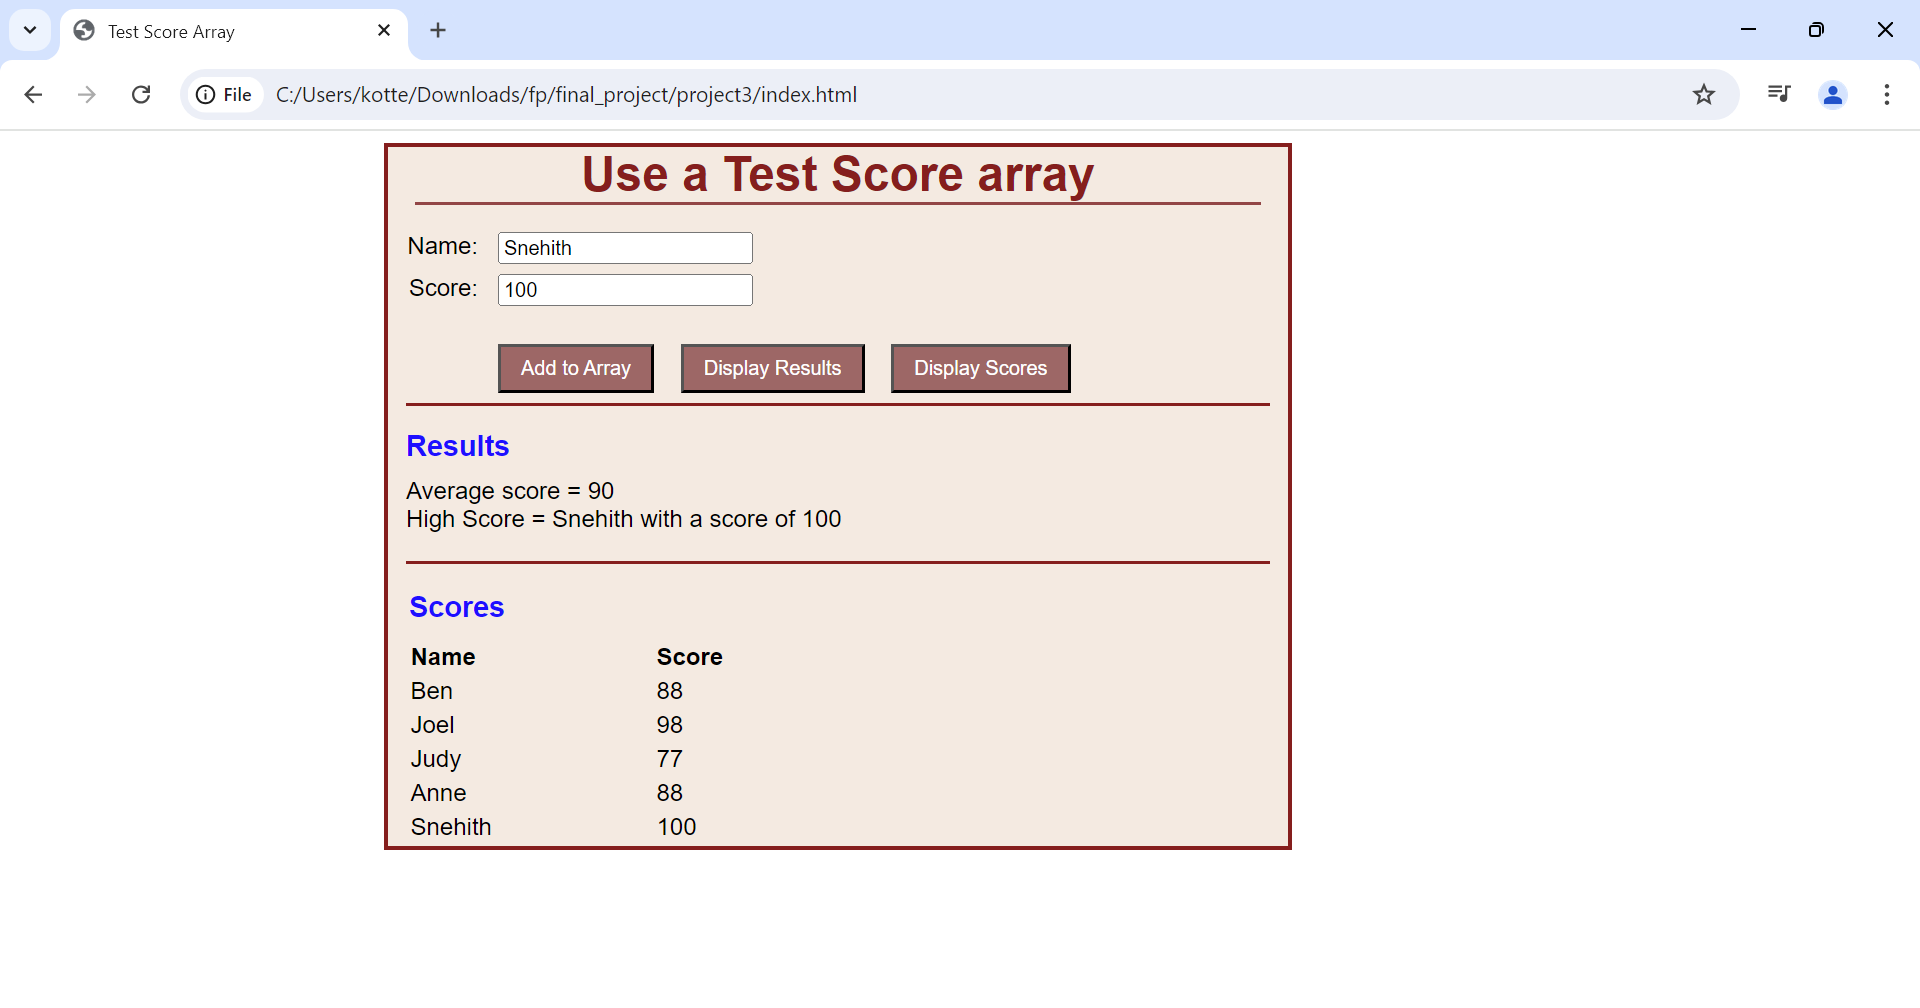 Test Score Array
File C:/Users/kotte/Downloads/fp/final_project/project3/index.html
Use a Test Score array
Name: Snehith
Score: 100
Add to Array Display Results Display Scores
Results
Average score = 90
High Score = Snehith with a score of 100
Scores
Name Score
Ben 88
Joel 98
Judy 77
Anne 88
Snehith 100